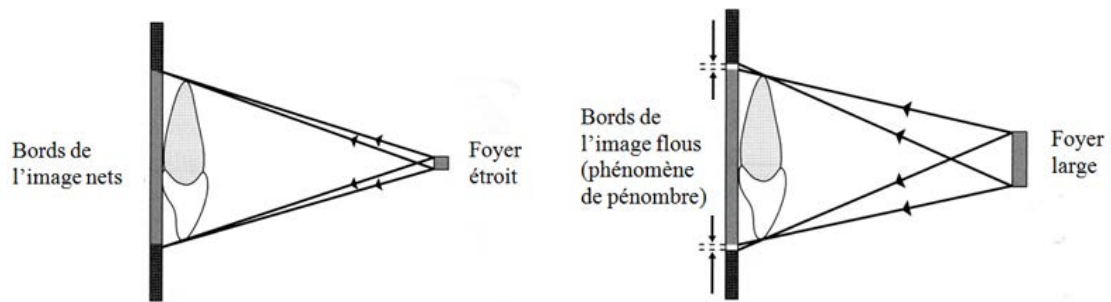 Bords de
l'image nets
Foyer
étroit
Bords de
l'image flous
(phénomène
de pénombre)
Foyer
large